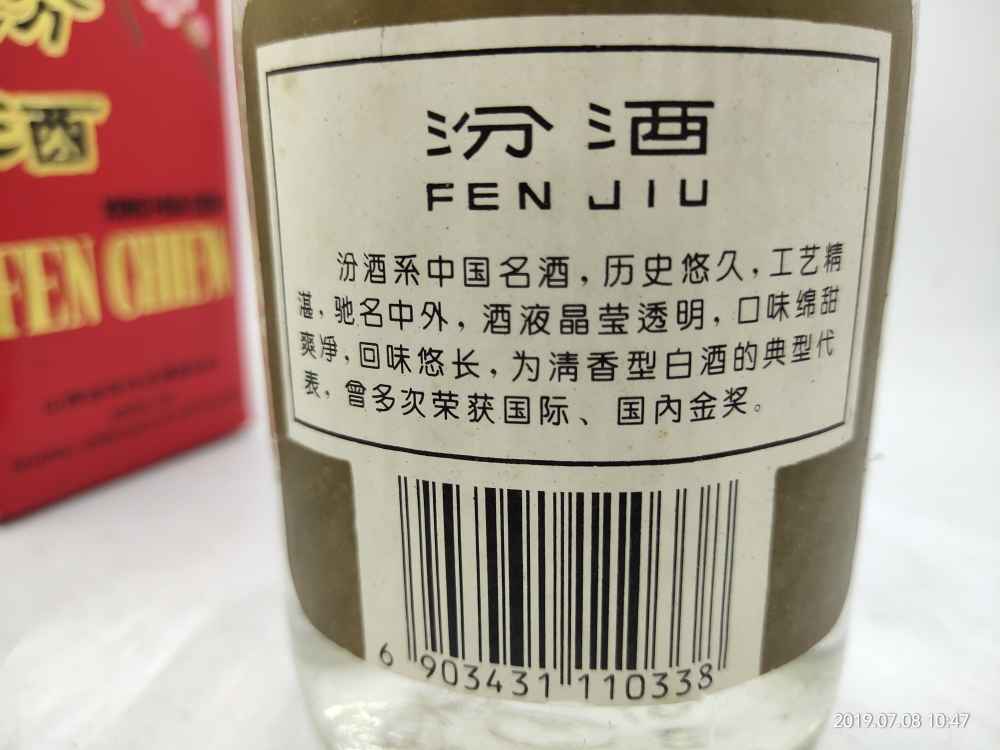 汾
酒
FEN CHIEW
汾酒
FEN JIU
汾酒系中国名酒,历史悠久,工艺精
湛,驰名中外,酒液晶莹透明,口味绵甜
爽净,回味悠长,为清香型白酒的典型代
表,曾多次荣获国际、国内金奖。
6 903431 110338
2019.07.08 10:47